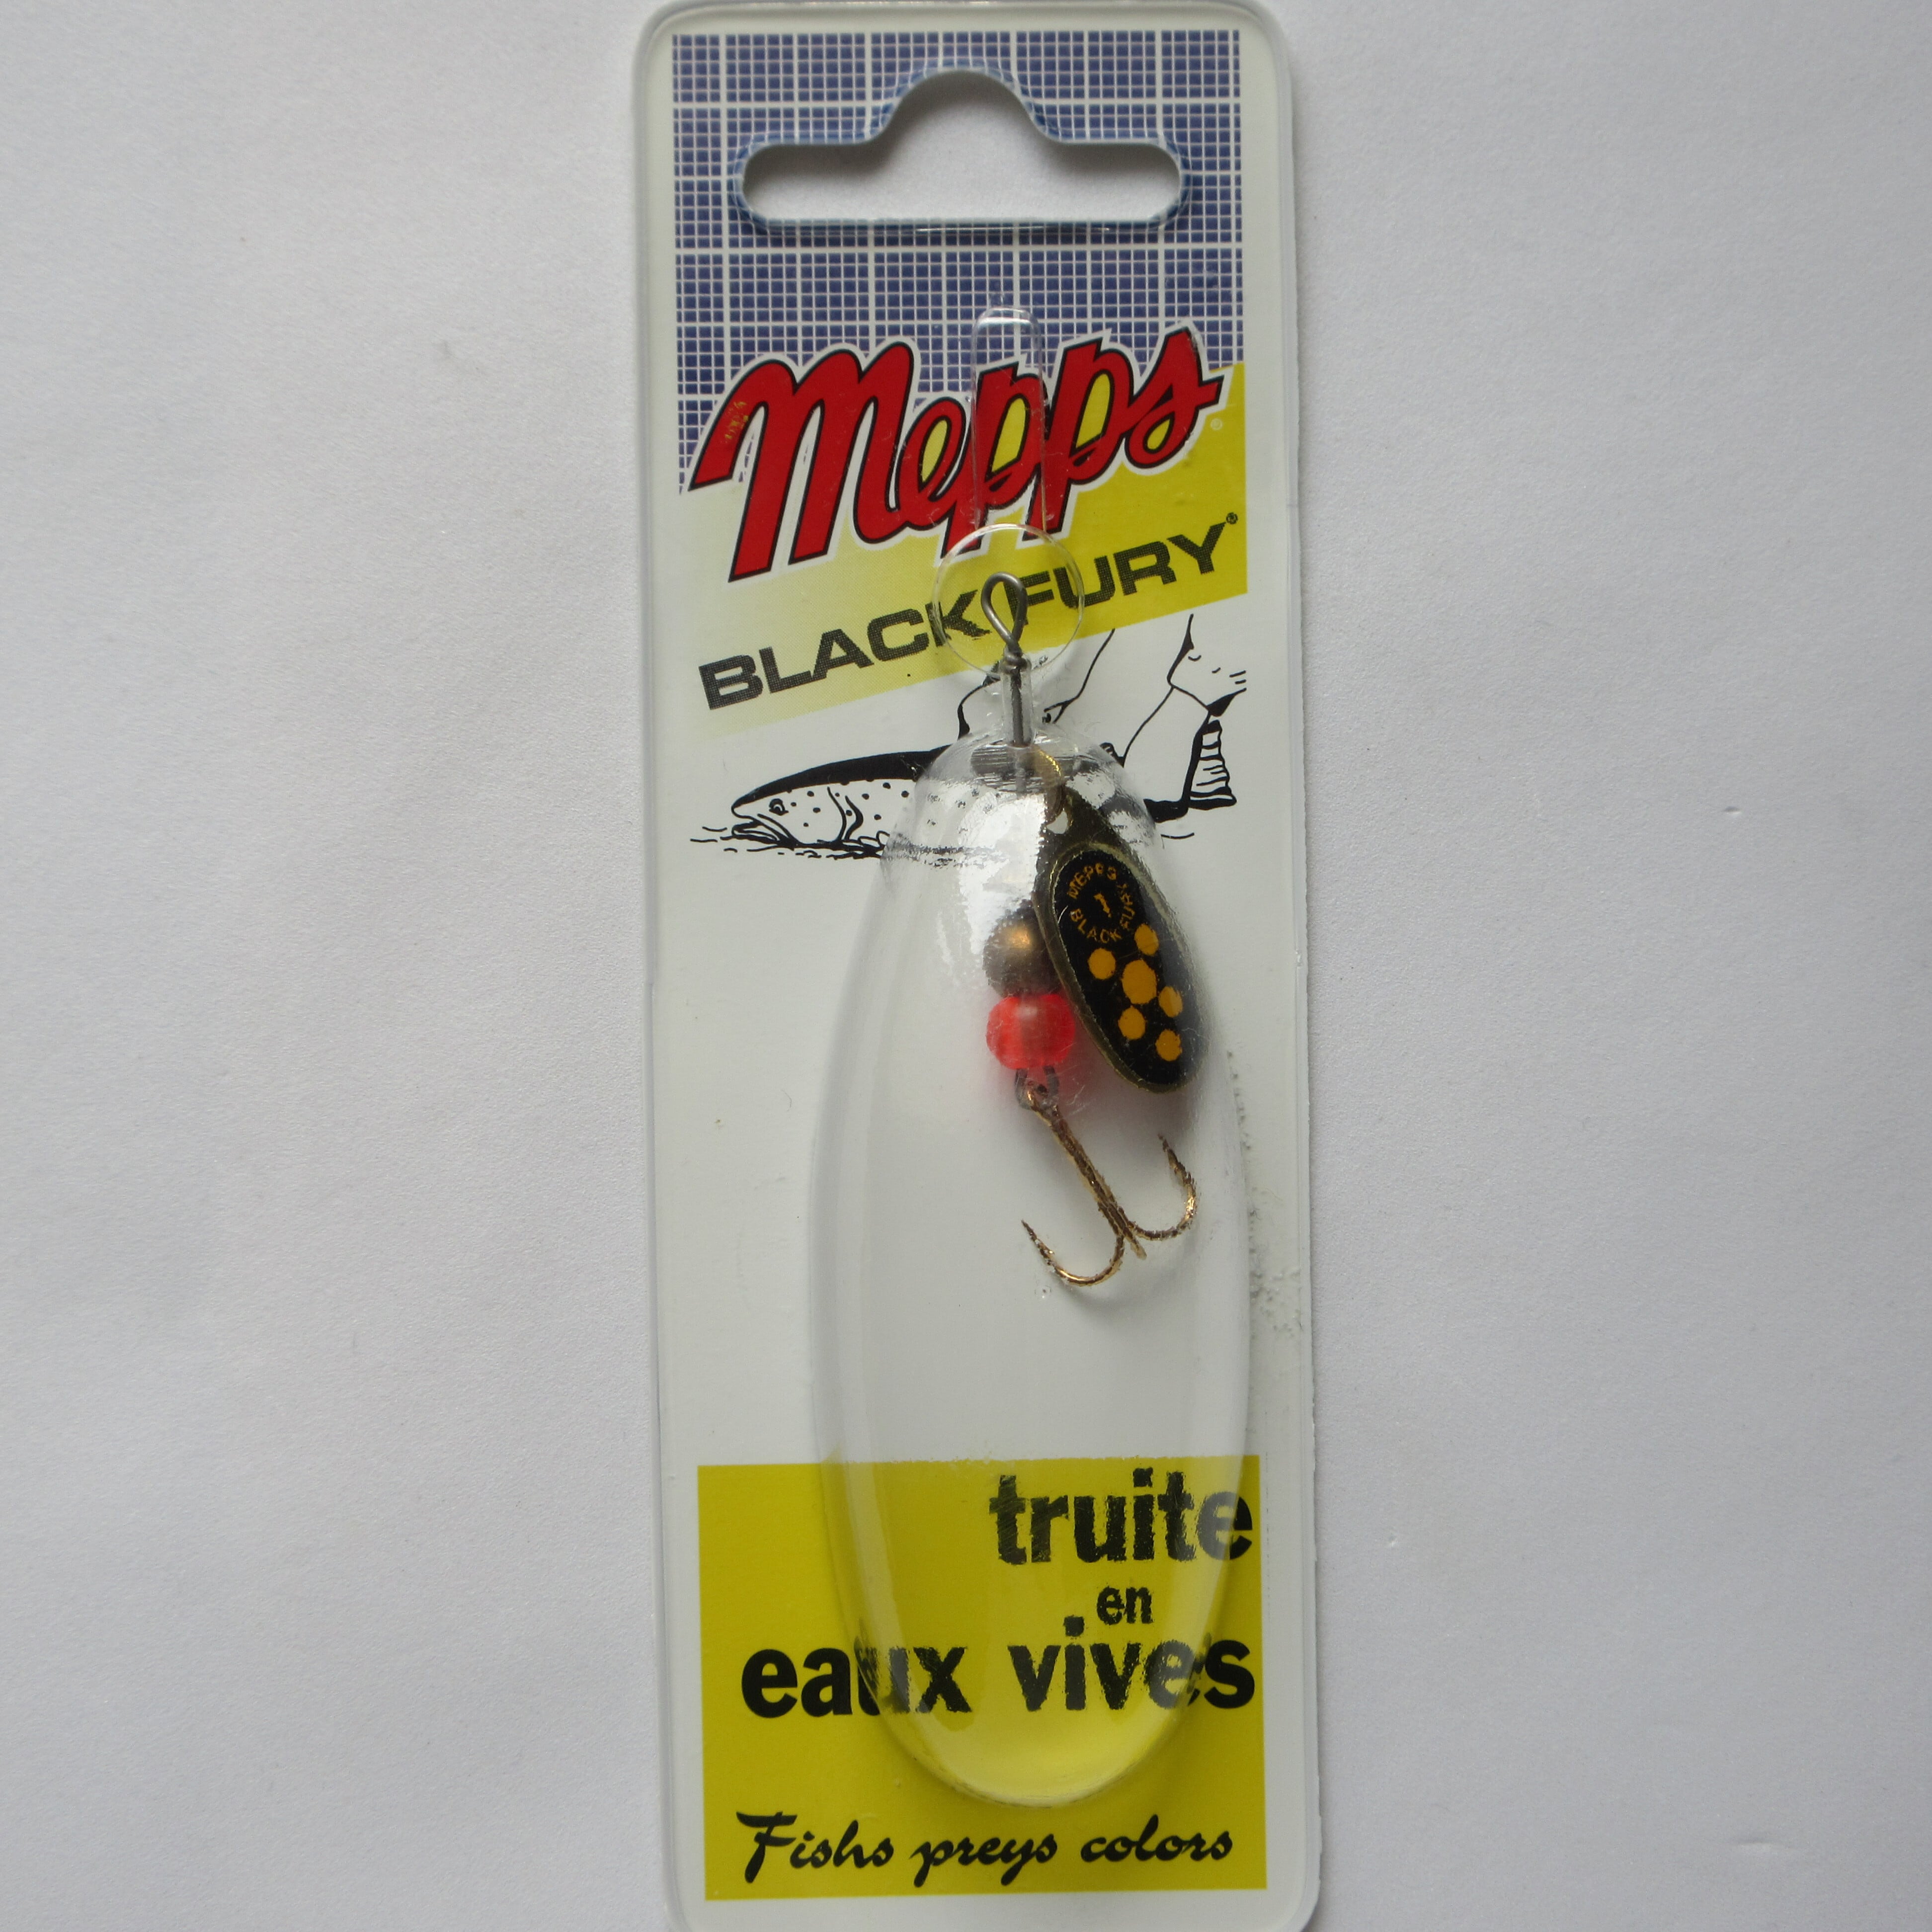 Mepps®
BLACK FURY®
MEPPS
1
BLACK FURY
truite
en
eaux vives
Fishs preys colors